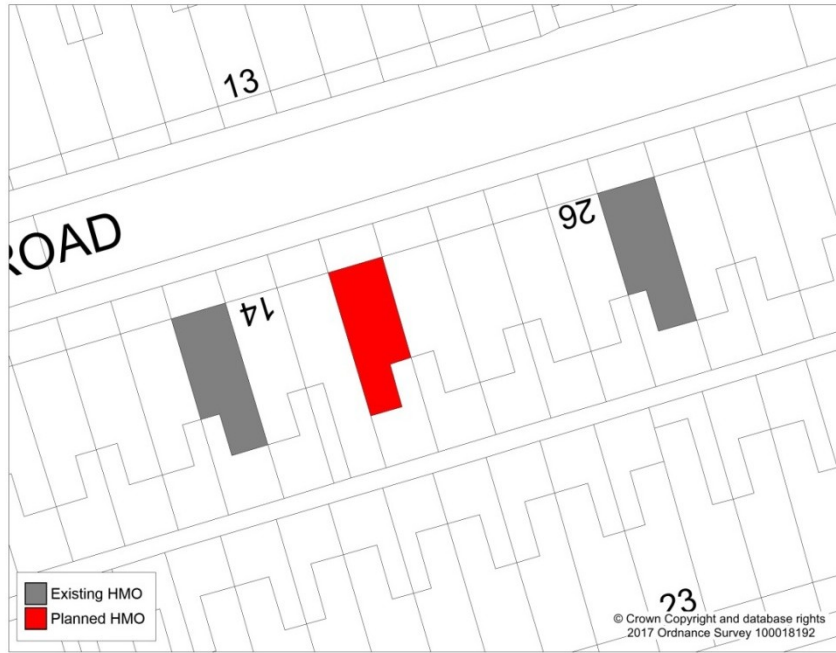 13
ROAD
26
14
Existing HMO
Planned HMO
23
© Crown Copyright and database rights
2017 Ordnance Survey 100018192